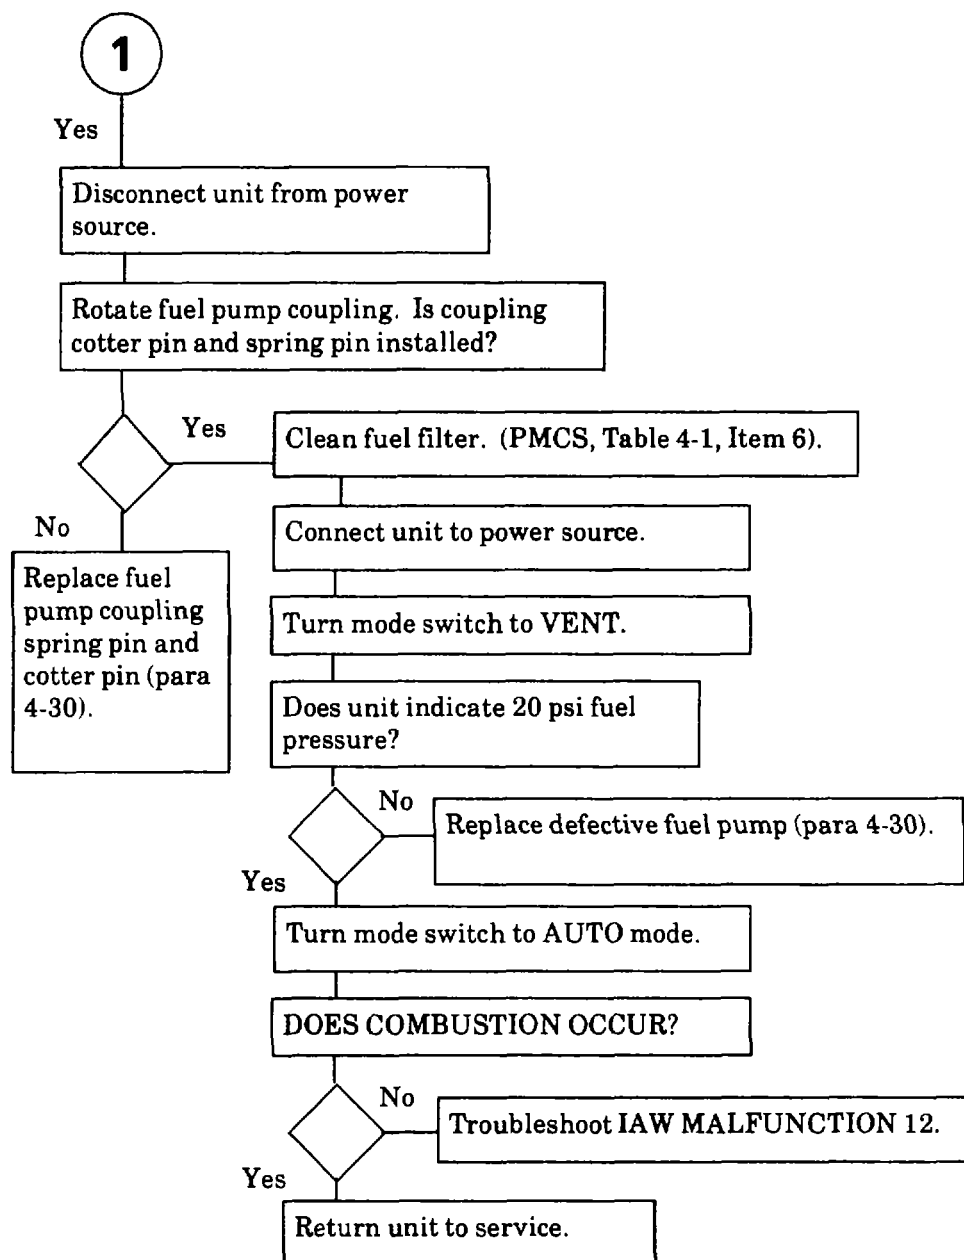 1
Yes
Disconnect unit from power
source.
Rotate fuel pump coupling. Is coupling
cotter pin and spring pin installed?
Yes
Clean fuel filter. (PMCS, Table 4-1, Item 6).
No
Replace fuel
pump coupling
spring pin and
cotter pin (para
4-30).
Connect unit to power source.
Turn mode switch to VENT.
Does unit indicate 20 psi fuel
pressure?
No
Replace defective fuel pump (para 4-30).
Yes
Turn mode switch to AUTO mode.
DOES COMBUSTION OCCUR?
No
Troubleshoot IAW MALFUNCTION 12.
Yes
Return unit to service.